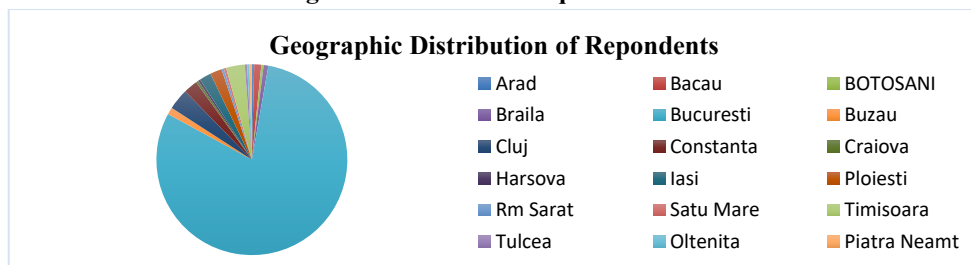 Geographic Distribution of Repondents
Arad Bacau BOTOSANI
Braila Bucuresti Buzau
Cluj Constanta Craiova
Harsova Iasi Ploiesti
Rm Sarat Satu Mare Timisoara
Tulcea Oltenita Piatra Neamt